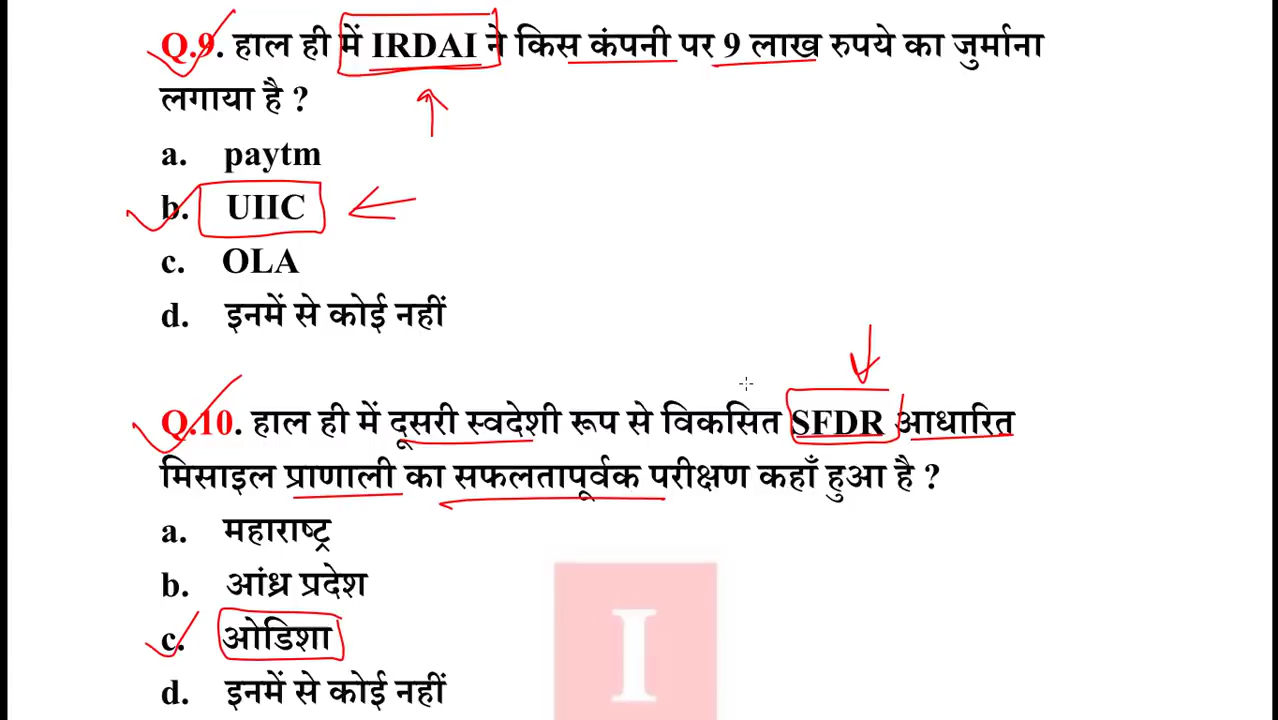 Q.9. हाल ही में IRDAI ने किस कंपनी पर 9 लाख रुपये का जुर्माना
लगाया है ?
a. paytm
b. UIIC
c. OLA
d. इनमें से कोई नहीं
Q.10. हाल ही में दूसरी स्वदेशी रूप से विकसित SFDR आधारित
मिसाइल प्राणाली का सफलतापूर्वक परीक्षण कहाँ हुआ है ?
a. महाराष्ट्र
b. आंध्र प्रदेश
c. ओडिशा
d. इनमें से कोई नहीं
I